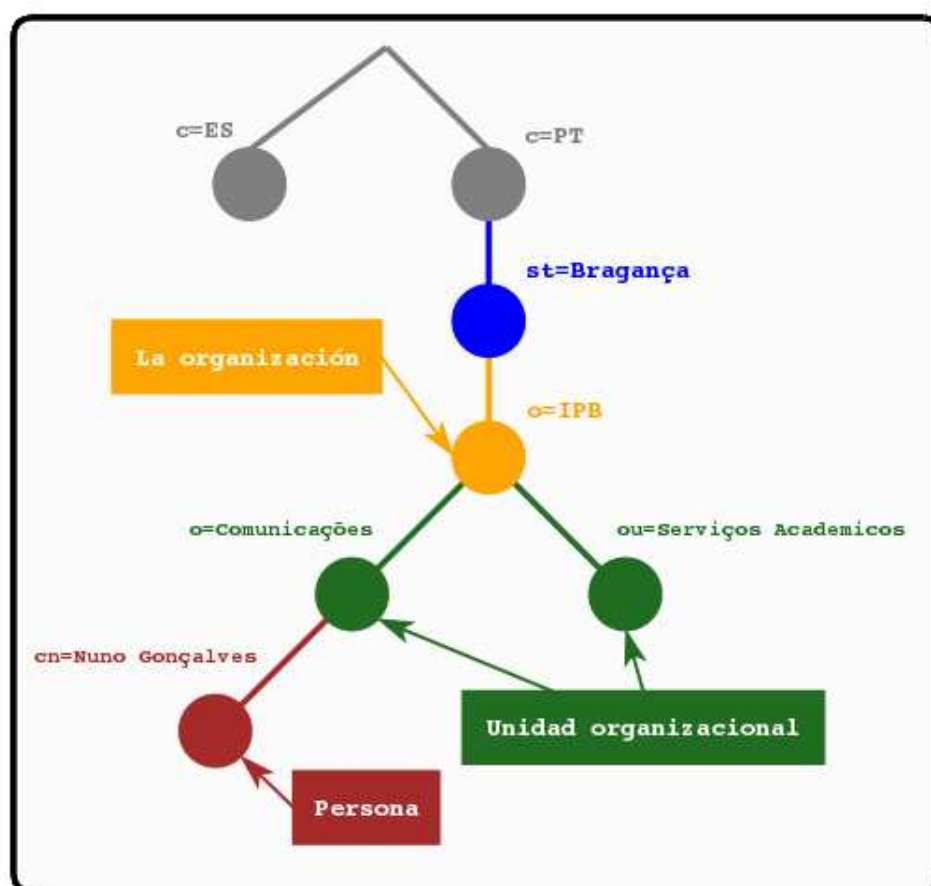 c=ES
c=PT
st=Bragança
La organización
o=IPB
o=Comunicações
ou=Serviços Academicos
cn=Nuno Gonçalves
Unidad organizacional
Persona